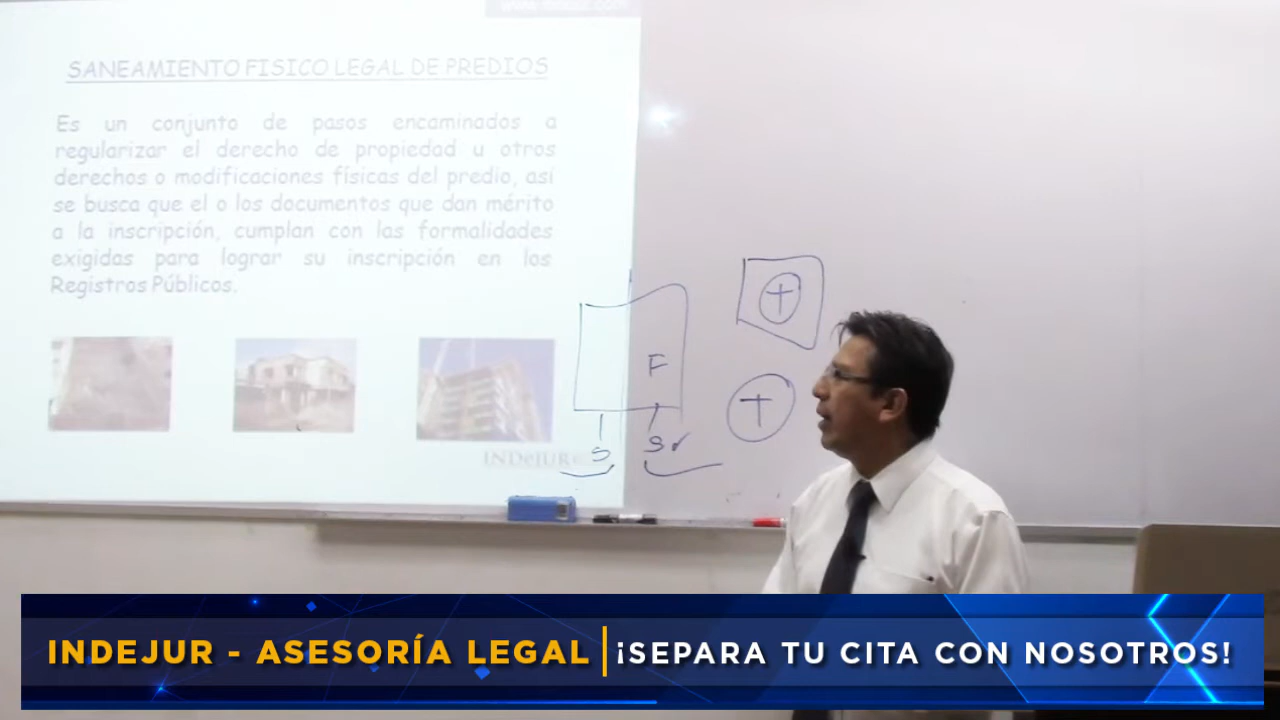 SANEAMIENTO FISICO LEGAL DE PREDIOS
Es un conjunto de pasos encaminados a
regularizar el derecho de propiedad u otros
derechos o modificaciones físicas del predio, así
se busca que el o los documentos que dan mérito
a la inscripción, cumplan con las formalidades
exigidas para lograr su inscripción en los
Registros Públicos.
F
INDeJUR
INDEJUR - ASESORÍA LEGAL
¡SEPARA TU CITA CON NOSOTROS!